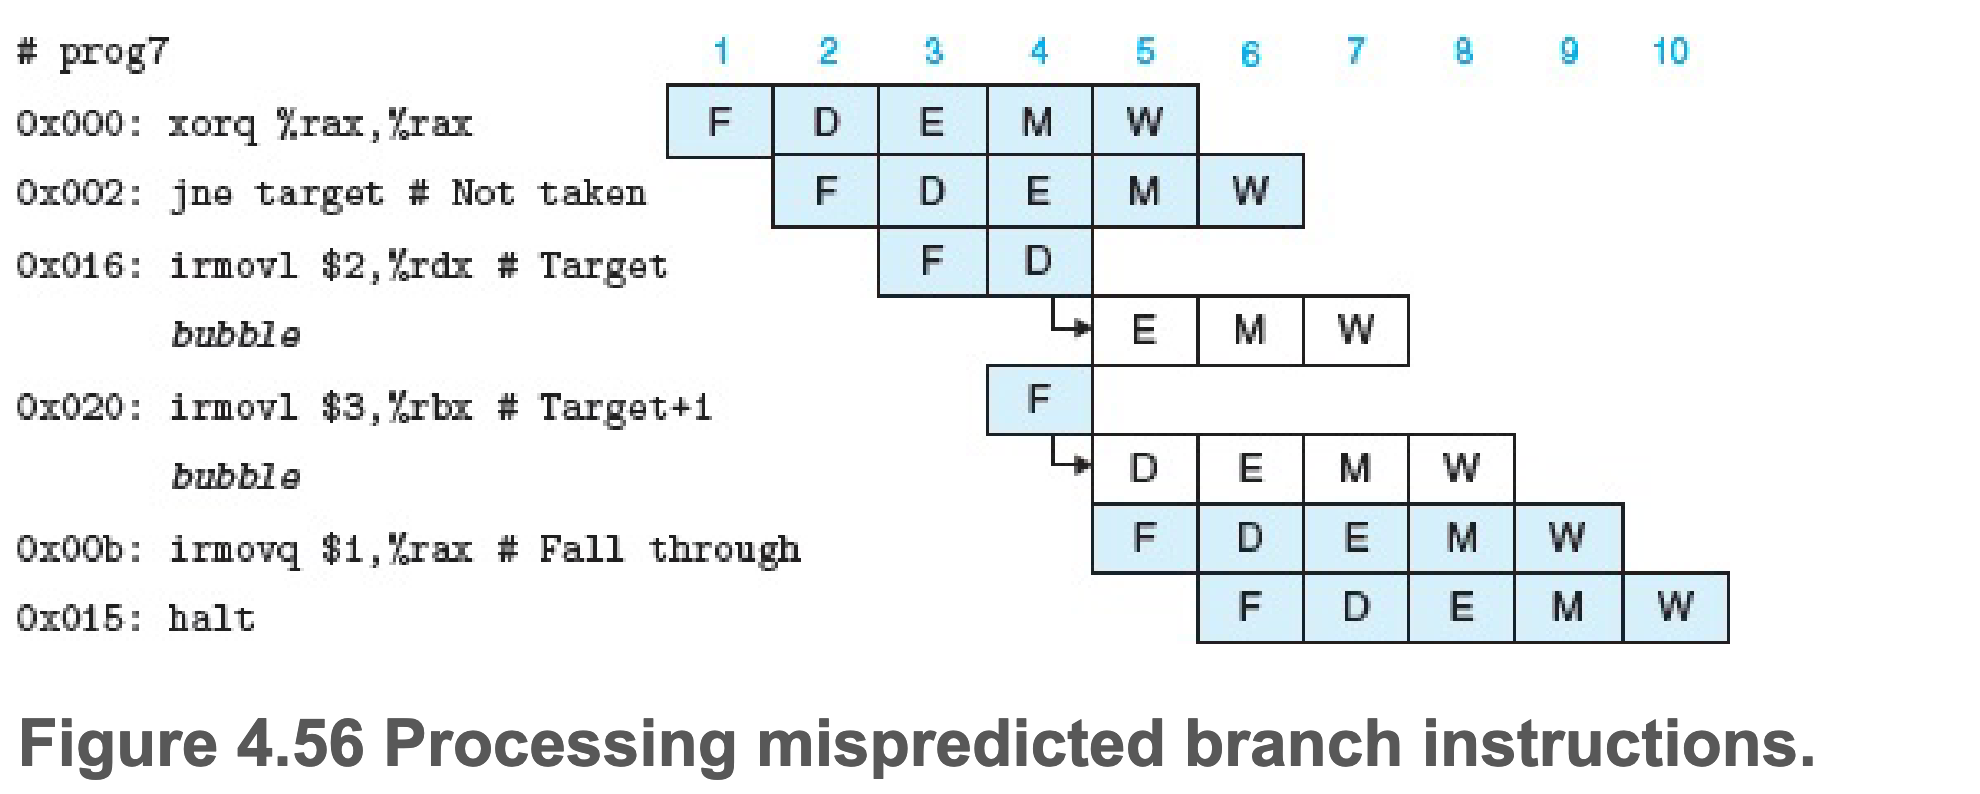 # prog7 1 2 3 4 5 6 7 8 9 10
0x000: xorq %rax,%rax F D E M W
0x002: jne target # Not taken F D E M W
0x016: irmovl $2,%rdx # Target F D
bubble E M W
0x020: irmovl $3,%rbx # Target+1 F
bubble D E M W
0x00b: irmovq $1,%rax # Fall through F D E M W
0x015: halt F D E M W
Figure 4.56 Processing mispredicted branch instructions.